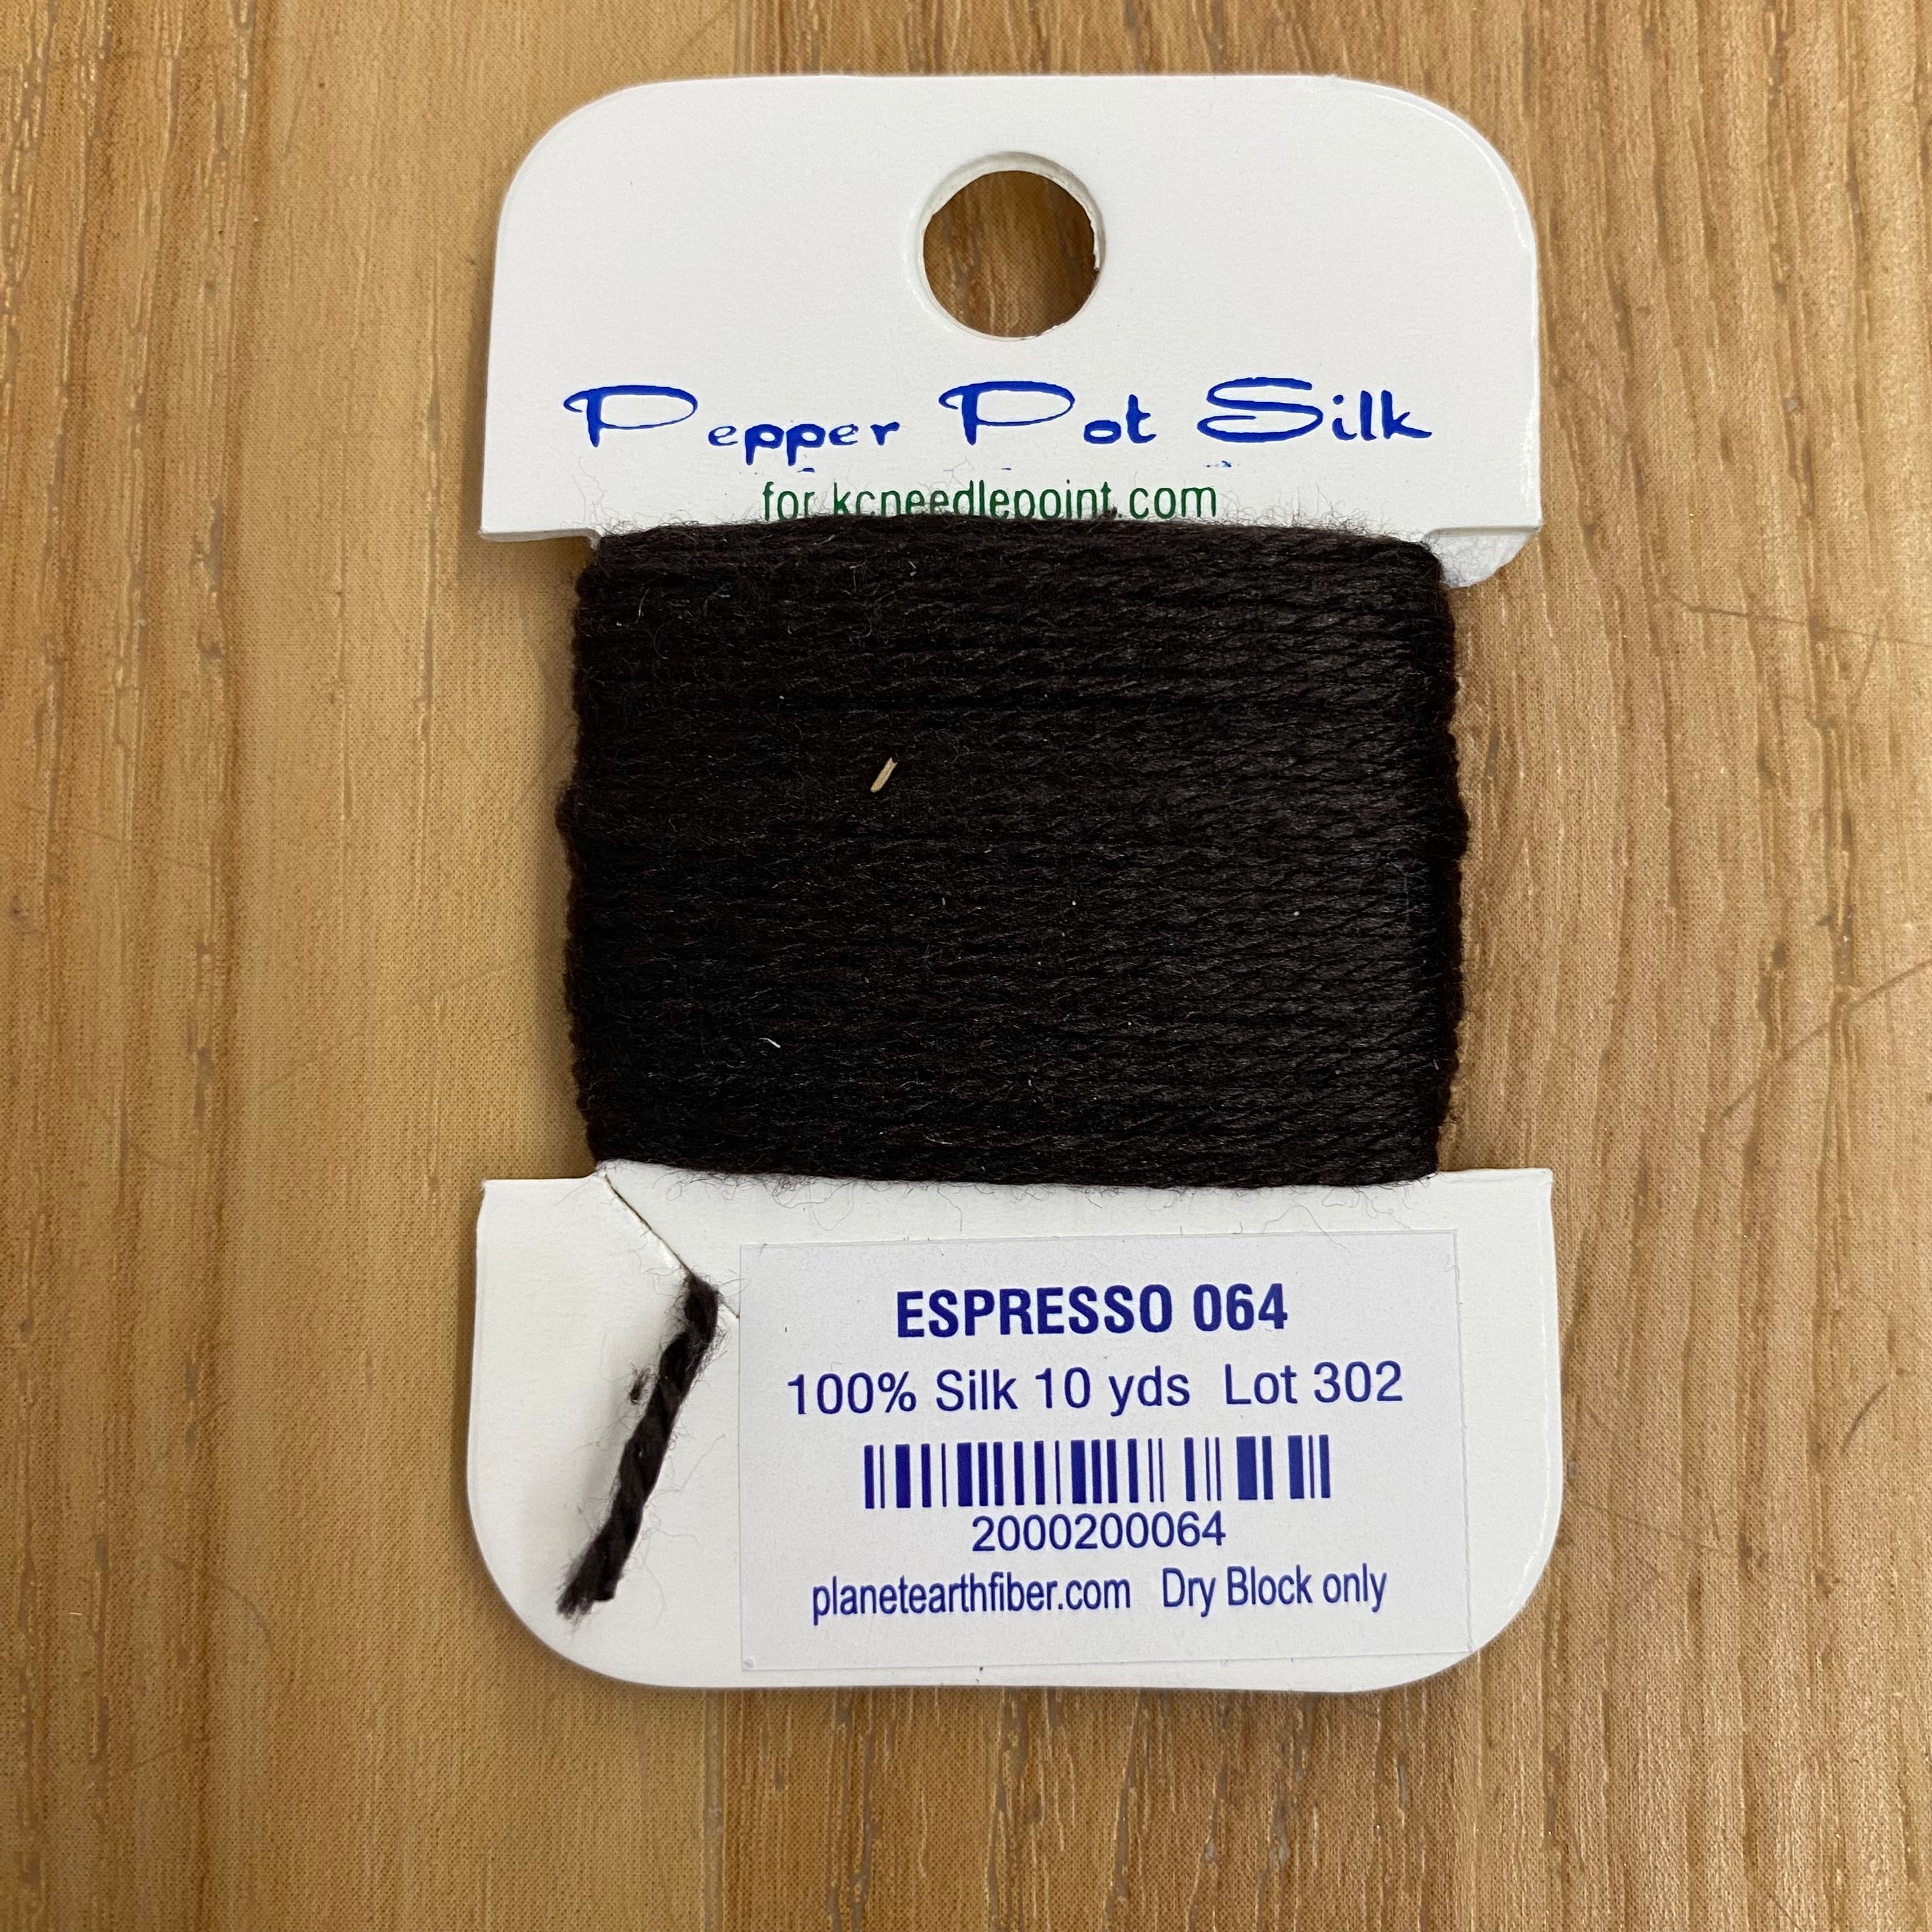 Pepper Pot Silk
for kcneedlepoint.com
ESPRESSO 064
100% Silk 10 yds Lot 302
2000200064
planetearthfiber.com Dry Block only